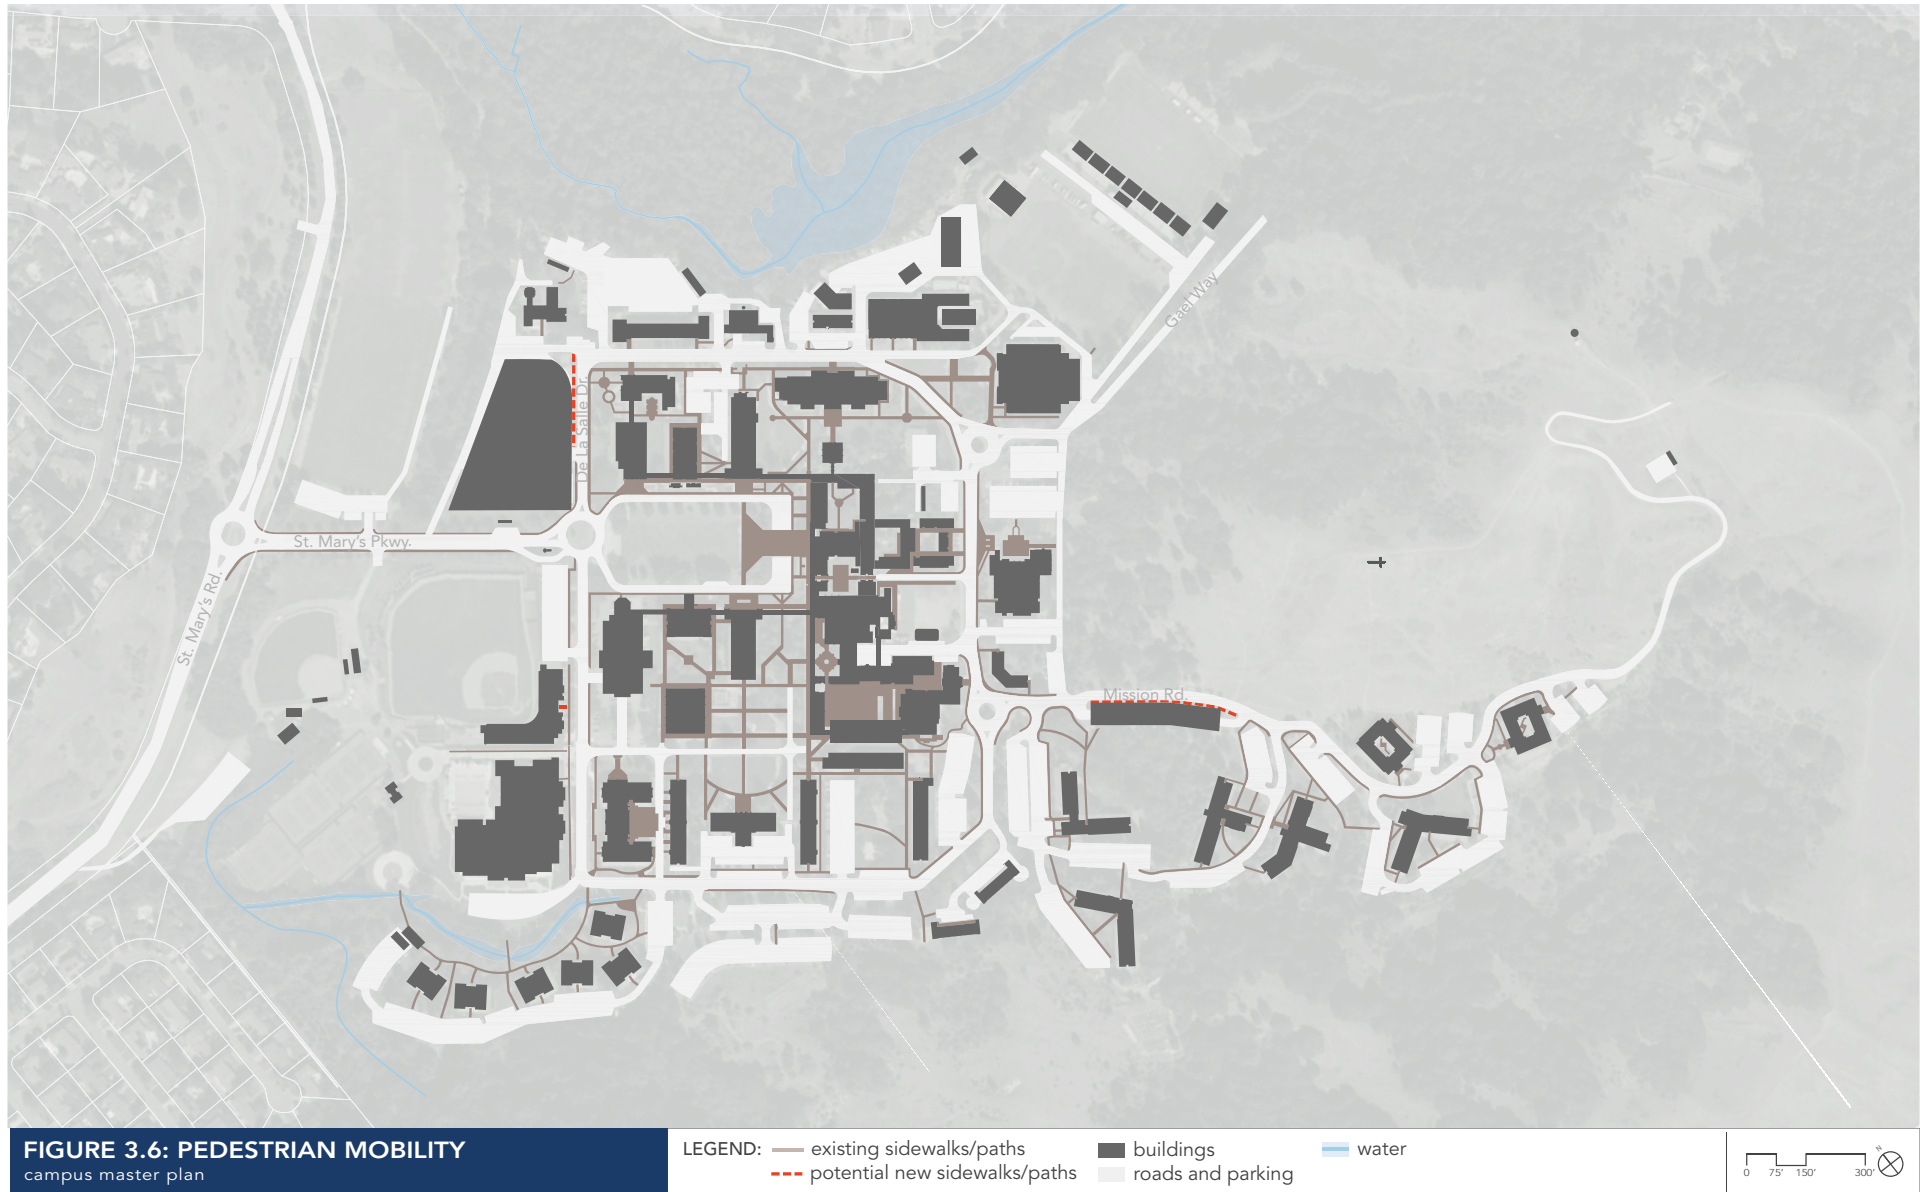 Gael Way
De La Salle Dr.
St. Mary's Pkwy.
St. Mary's Rd.
Mission Rd.
FIGURE 3.6: PEDESTRIAN MOBILITY
campus master plan
LEGEND:
existing sidewalks/paths
potential new sidewalks/paths
buildings
roads and parking
water
0 75' 150' 300'
N